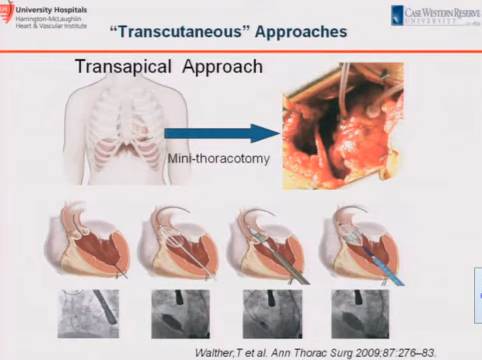 University Hospitals
Harrington-McLaughlin
Heart & Vascular Institute
CASE WESTERN RESERVE
UNIVERSITY
“Transcutaneous” Approaches
Transapical Approach
Mini-thoracotomy
Walther,T et al. Ann Thorac Surg 2009;87:276–83.